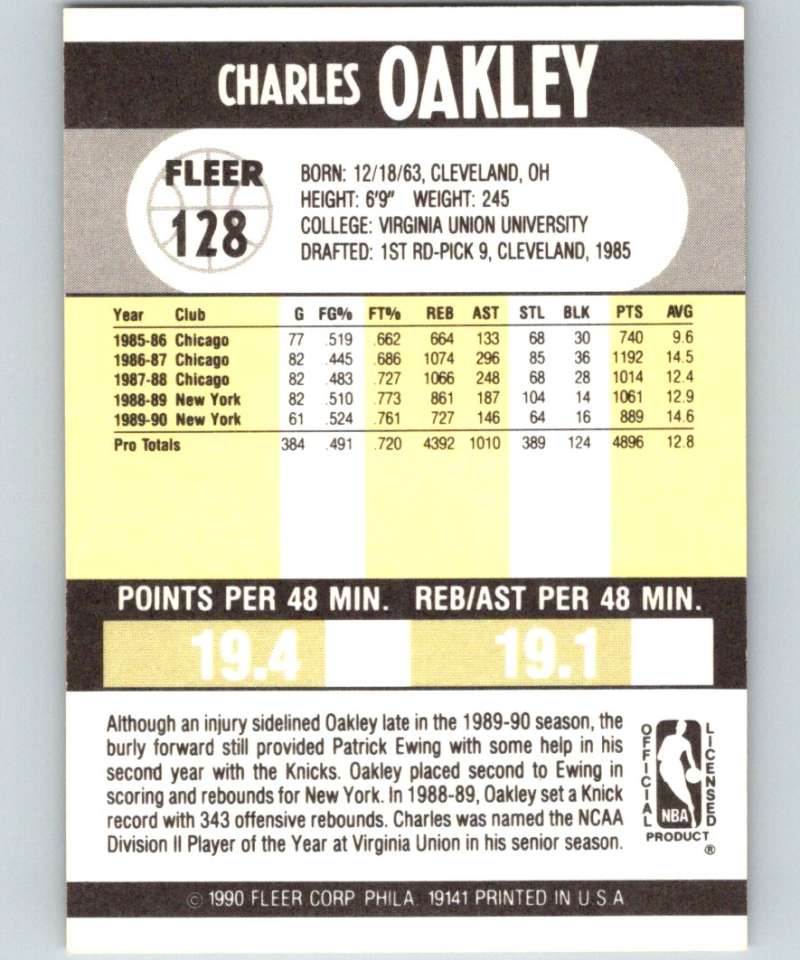 CHARLES OAKLEY
FLEER
128
BORN: 12/18/63, CLEVELAND, OH
HEIGHT: 6'9" WEIGHT: 245
COLLEGE: VIRGINIA UNION UNIVERSITY
DRAFTED: 1ST RD-PICK 9, CLEVELAND, 1985
Year Club G FG% FT% REB AST STL BLK PTS AVG
1985-86 Chicago 77 .519 .662 664 133 68 30 740 9.6
1986-87 Chicago 82 .445 .686 1074 296 85 36 1192 14.5
1987-88 Chicago 82 .483 .727 1066 248 68 28 1014 12.4
1988-89 New York 82 .510 .773 861 187 104 14 1061 12.9
1989-90 New York 61 .524 .761 727 146 64 16 889 14.6
Pro Totals 384 .491 .720 4392 1010 389 124 4896 12.8
POINTS PER 48 MIN. REB/AST PER 48 MIN.
19.4 19.1
Although an injury sidelined Oakley late in the 1989-90 season, the
burly forward still provided Patrick Ewing with some help in his
second year with the Knicks. Oakley placed second to Ewing in
scoring and rebounds for New York. In 1988-89, Oakley set a Knick
record with 343 offensive rebounds. Charles was named the NCAA
Division II Player of the Year at Virginia Union in his senior season.
OFFICIAL
LICENSED
NBA
PRODUCT
®
© 1990 FLEER CORP PHILA 19141 PRINTED IN U.S.A